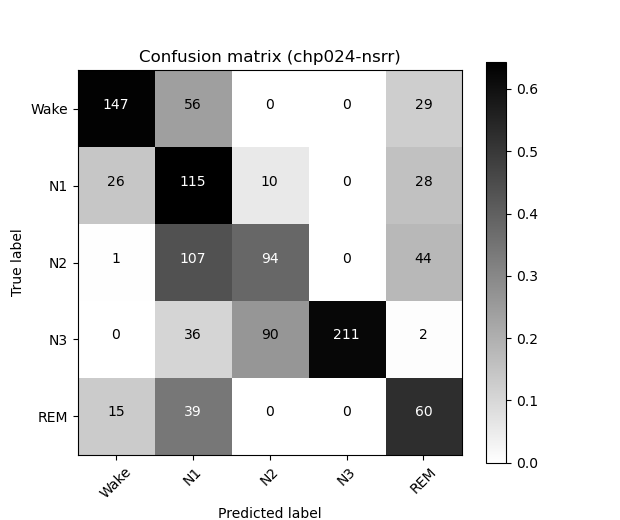 Confusion matrix (chp024-nsrr)
True label
Wake 147 56 0 0 29
N1 26 115 10 0 28
N2 1 107 94 0 44
N3 0 36 90 211 2
REM 15 39 0 0 60
Wake N1 N2 N3 REM
Predicted label
0.6
0.5
0.4
0.3
0.2
0.1
0.0